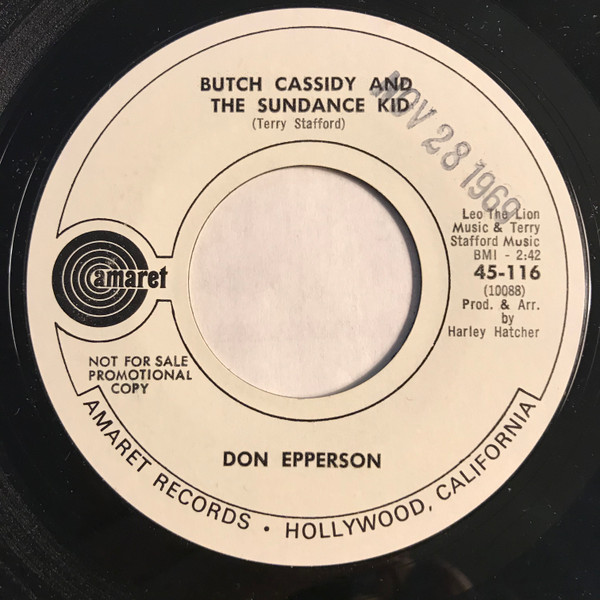 BUTCH CASSIDY AND
THE SUNDANCE KID
(Terry Stafford)
NOV 28 1969
Leo The Lion
Music & Terry
Stafford Music
BMI - 2:42
45-116
(10088)
Prod. & Arr.
by
Harley Hatcher
amaret
NOT FOR SALE
PROMOTIONAL
COPY
DON EPPERSON
AMARET RECORDS • HOLLYWOOD, CALIFORNIA